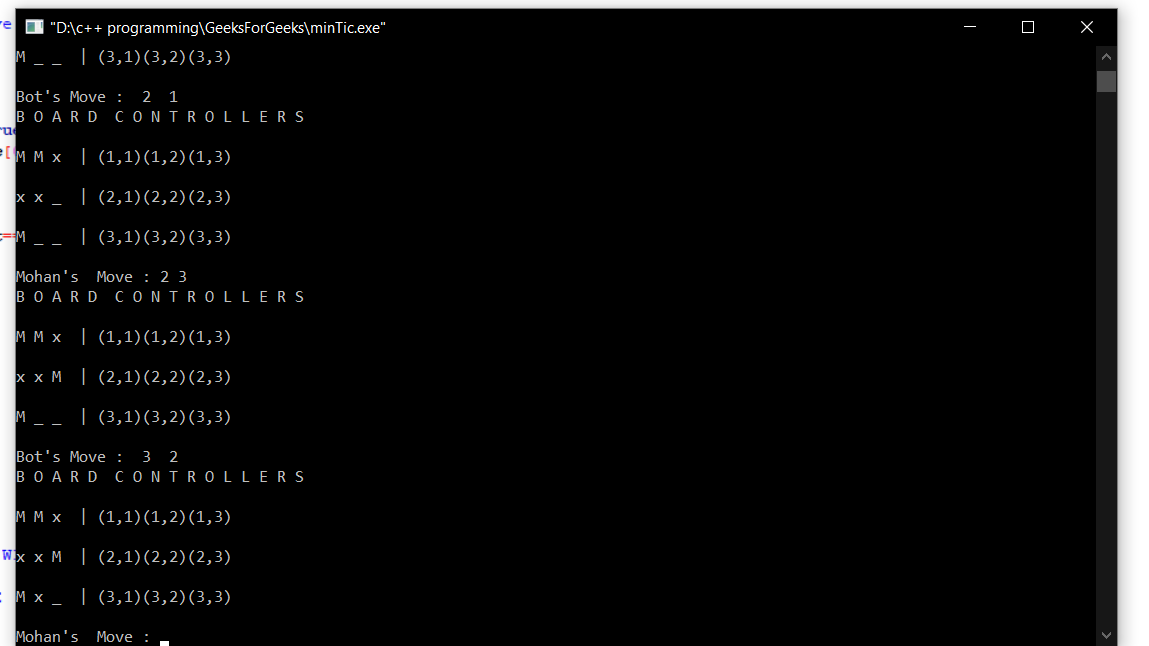 "D:\c++ programming\GeeksForGeeks\minTic.exe"
M _ _  | (3,1)(3,2)(3,3)
Bot's Move :  2  1
B O A R D  C O N T R O L L E R S
M M x  | (1,1)(1,2)(1,3)
x x _  | (2,1)(2,2)(2,3)
M _ _  | (3,1)(3,2)(3,3)
Mohan's  Move : 2 3
B O A R D  C O N T R O L L E R S
M M x  | (1,1)(1,2)(1,3)
x x M  | (2,1)(2,2)(2,3)
M _ _  | (3,1)(3,2)(3,3)
Bot's Move :  3  2
B O A R D  C O N T R O L L E R S
M M x  | (1,1)(1,2)(1,3)
x x M  | (2,1)(2,2)(2,3)
M x _  | (3,1)(3,2)(3,3)
Mohan's  Move :